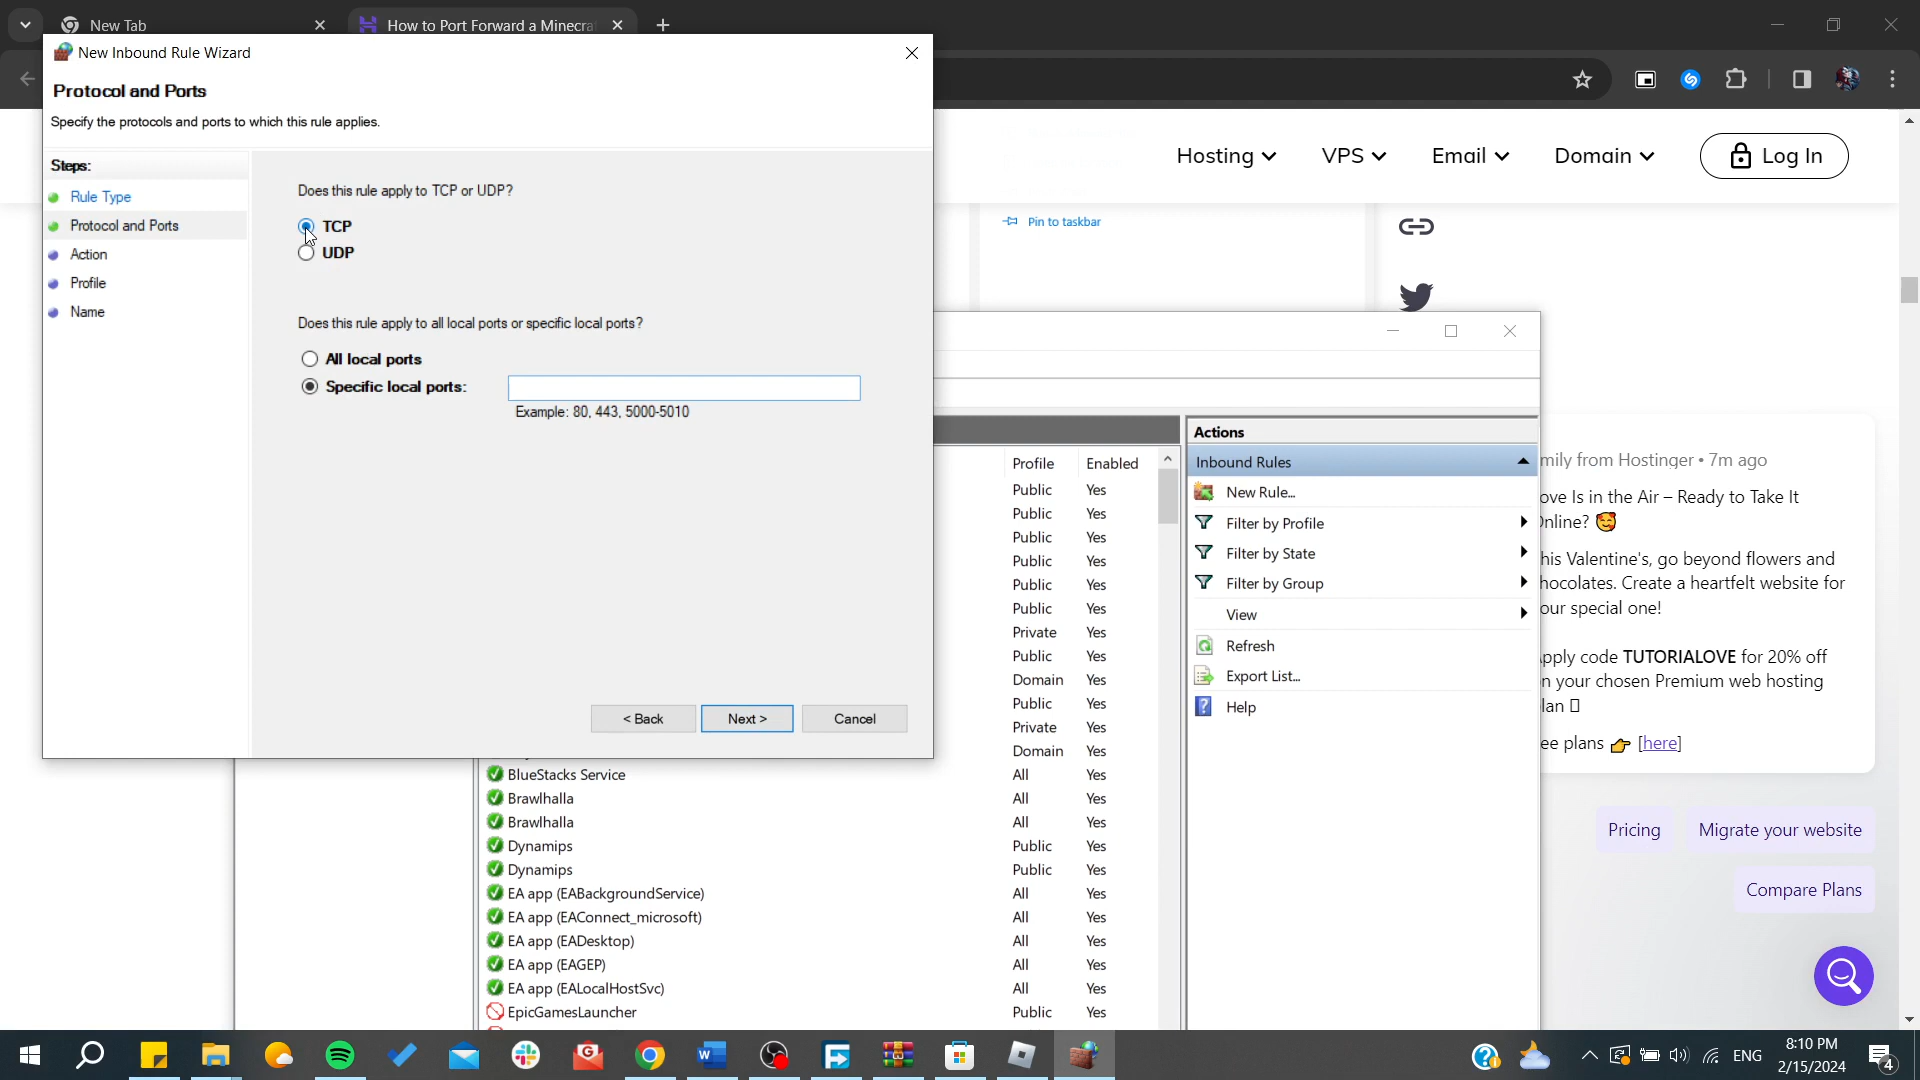 New Tab
How to Port Forward a Minecra
New Inbound Rule Wizard
Protocol and Ports
Specify the protocols and ports to which this rule applies.
Steps:
Rule Type
Protocol and Ports
Action
Profile
Name
Does this rule apply to TCP or UDP?
TCP
UDP
Does this rule apply to all local ports or specific local ports?
All local ports
Specific local ports:
Example: 80, 443, 5000-5010
< Back
Next >
Cancel
Hosting
VPS
Email
Domain
Log In
Pin to taskbar
Profile Enabled
Public Yes
Public Yes
Public Yes
Public Yes
Public Yes
Public Yes
Private Yes
Public Yes
Domain Yes
Public Yes
Private Yes
Domain Yes
BlueStacks Service All Yes
Brawlhalla All Yes
Brawlhalla All Yes
Dynamips Public Yes
Dynamips Public Yes
EA app (EABackgroundService) All Yes
EA app (EAConnect_microsoft) All Yes
EA app (EADesktop) All Yes
EA app (EAGEP) All Yes
EA app (EALocalHostSvc) All Yes
EpicGamesLauncher Public Yes
Actions
Inbound Rules
New Rule...
Filter by Profile
Filter by State
Filter by Group
View
Refresh
Export List...
Help
mily from Hostinger • 7m ago
ove Is in the Air – Ready to Take It
Online? 🥰
his Valentine's, go beyond flowers and
hocolates. Create a heartfelt website for
our special one!
pply code TUTORIALOVE for 20% off
n your chosen Premium web hosting
lan
ee plans 👉 [here]
Pricing
Migrate your website
Compare Plans
ENG
8:10 PM
2/15/2024
4